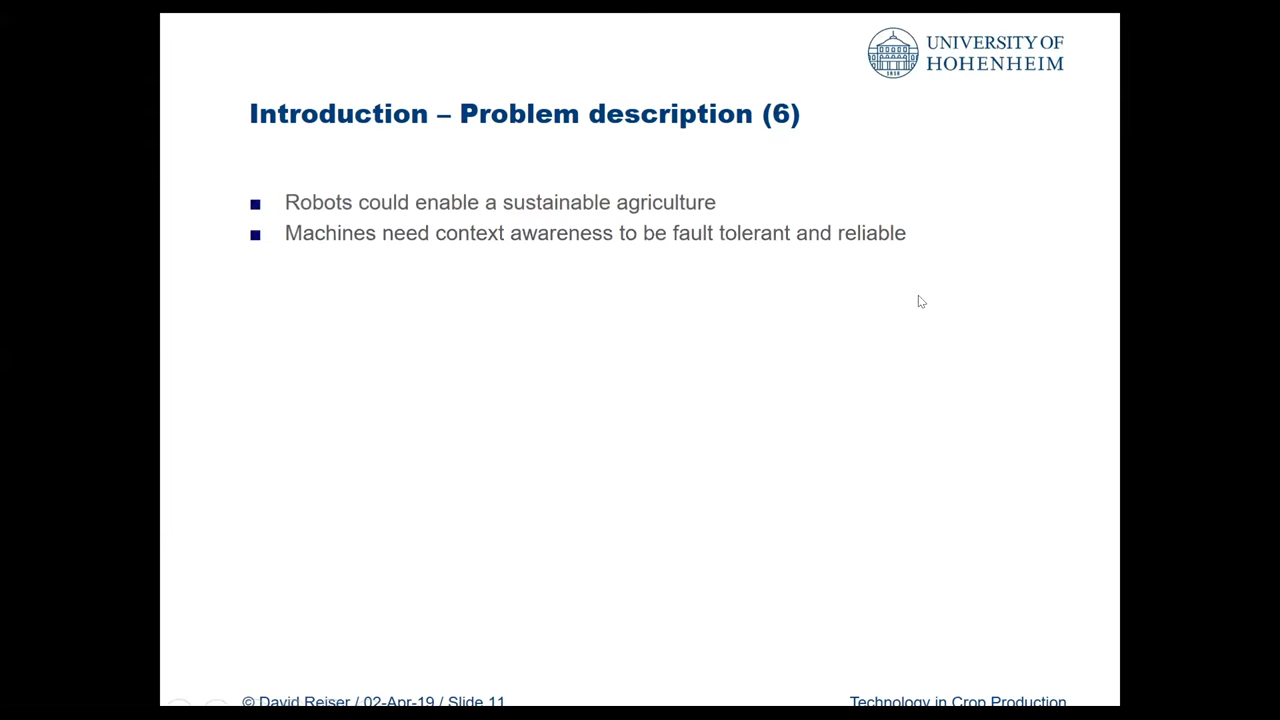 UNIVERSITY OF
HOHENHEIM
1818
Introduction – Problem description (6)
Robots could enable a sustainable agriculture
Machines need context awareness to be fault tolerant and reliable
© David Reiser / 02-Apr-19 / Slide 11
Technology in Crop Production